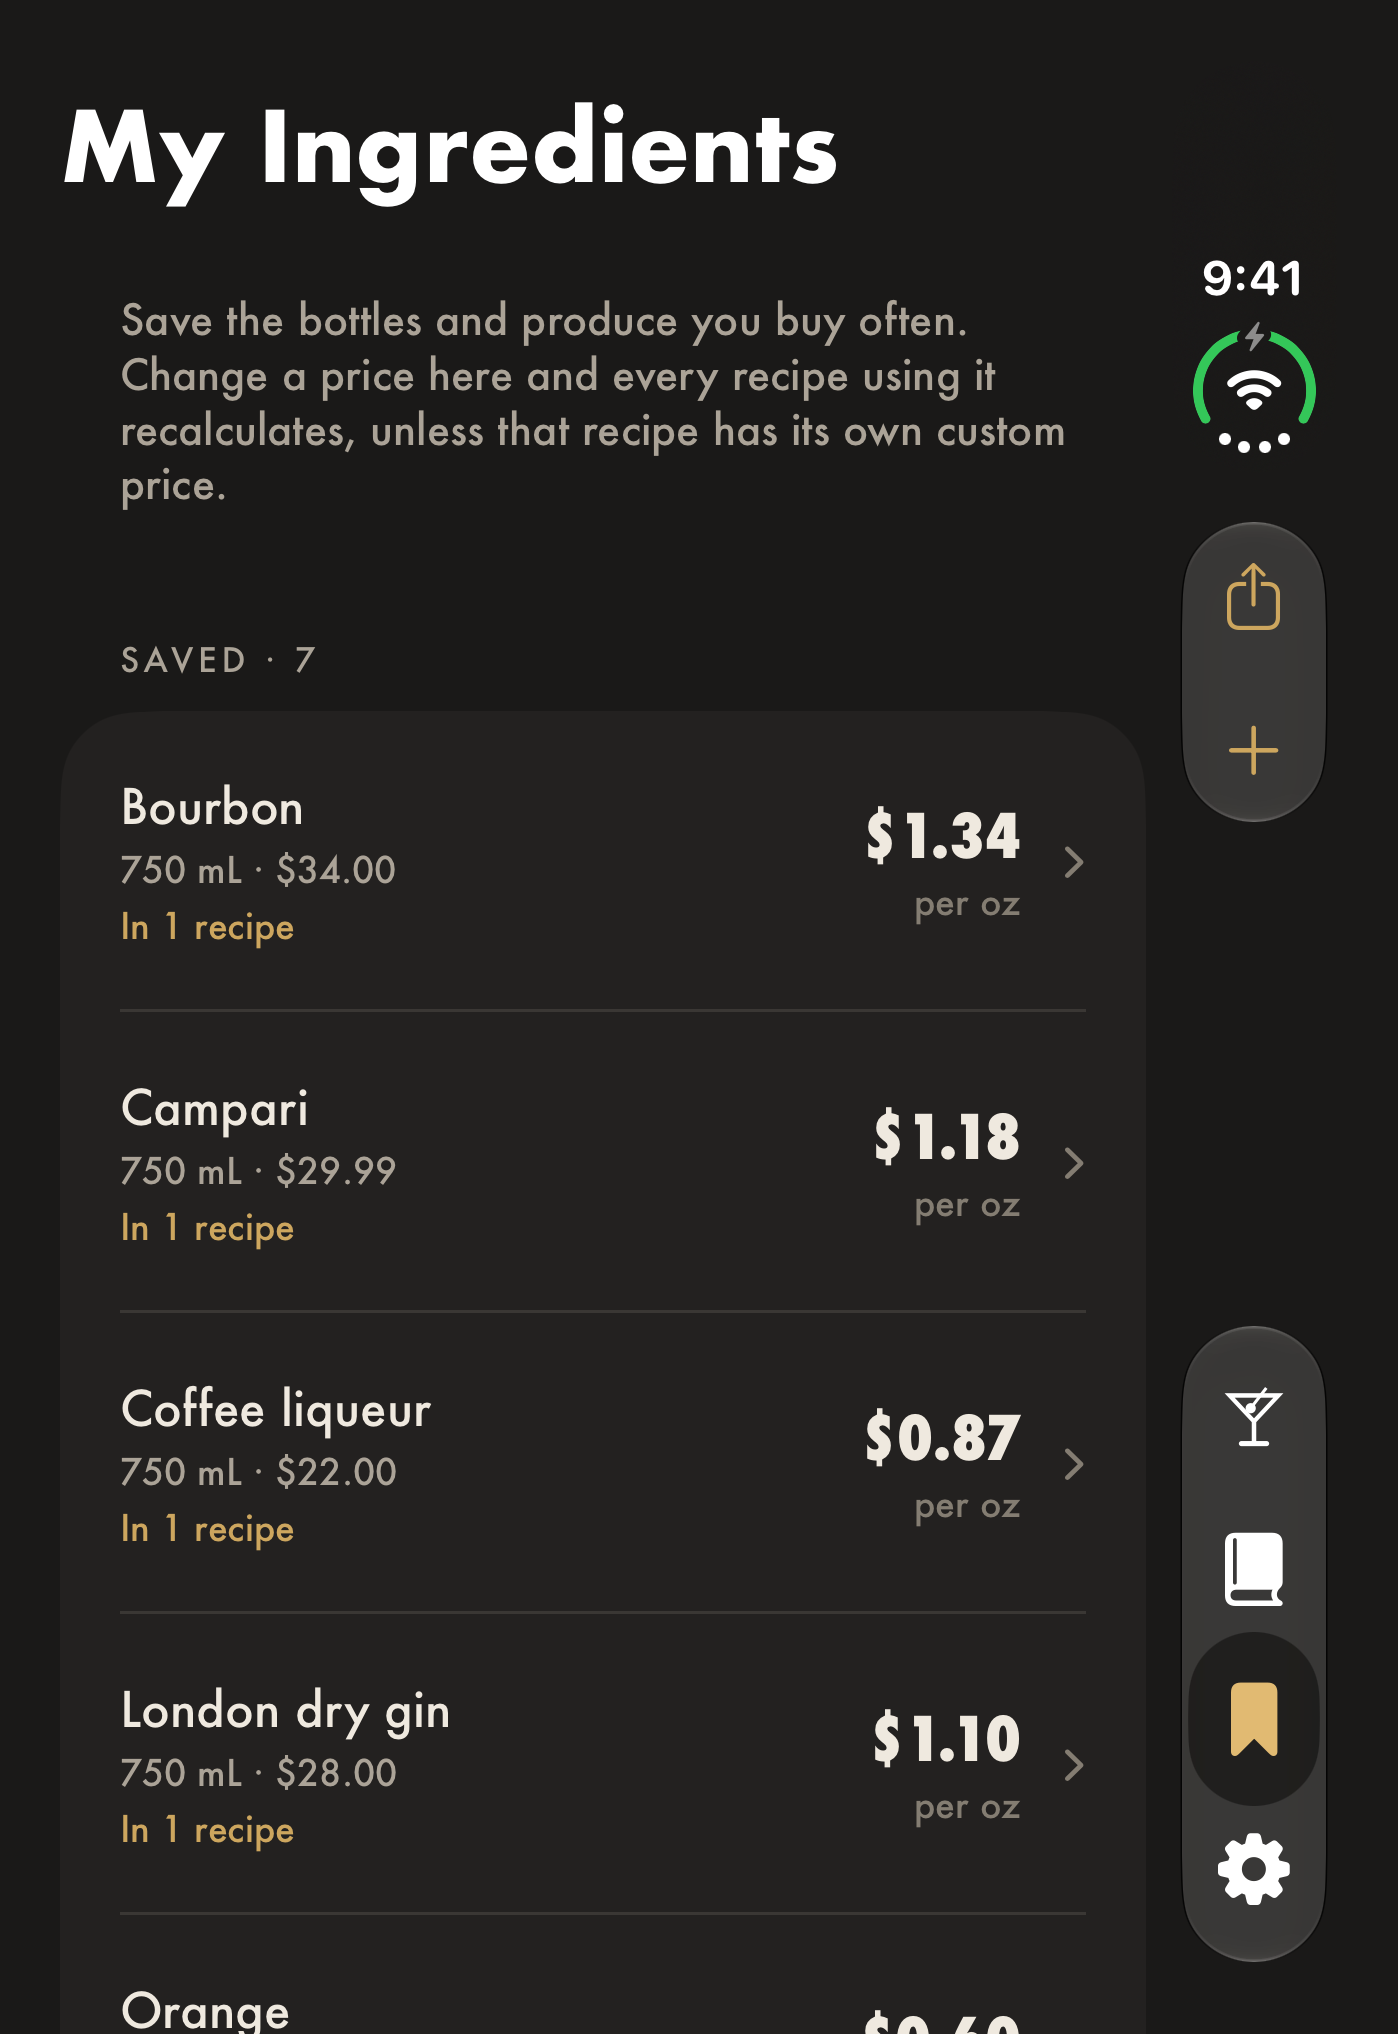 My Ingredients
9:41
Save the bottles and produce you buy often.
Change a price here and every recipe using it
recalculates, unless that recipe has its own custom
price.
SAVED · 7
Bourbon
750 mL · $34.00
In 1 recipe
$1.34
per oz
Campari
750 mL · $29.99
In 1 recipe
$1.18
per oz
Coffee liqueur
750 mL · $22.00
In 1 recipe
$0.87
per oz
London dry gin
750 mL · $28.00
In 1 recipe
$1.10
per oz
Orange